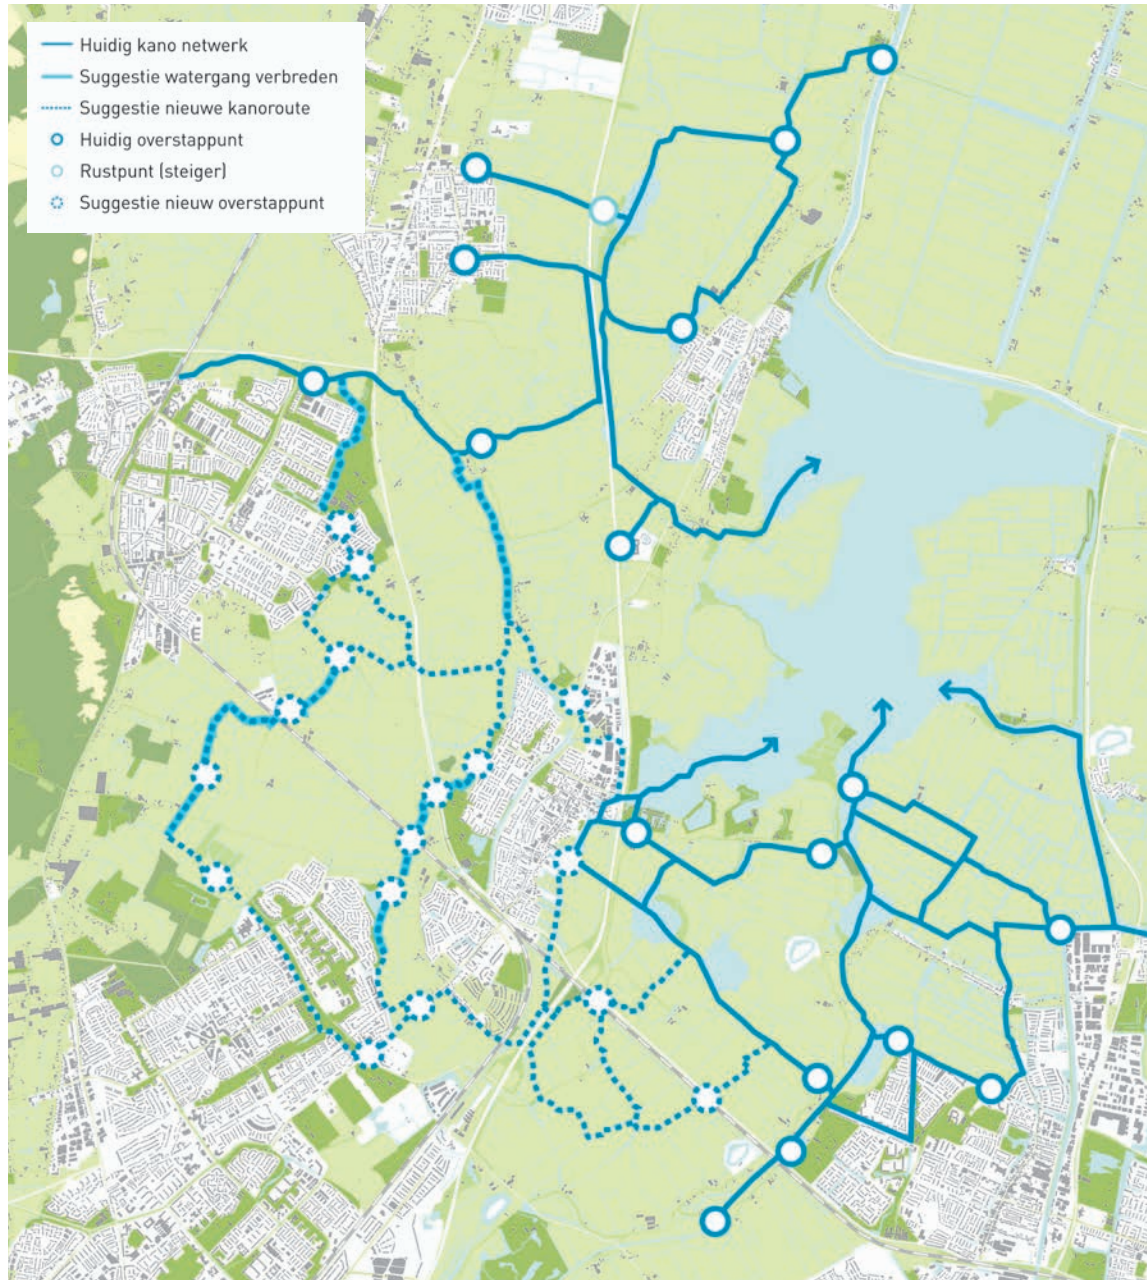 Huidig kano netwerk
Suggestie watergang verbreden
Suggestie nieuwe kanoroute
Huidig overstappunt
Rustpunt (steiger)
Suggestie nieuw overstappunt